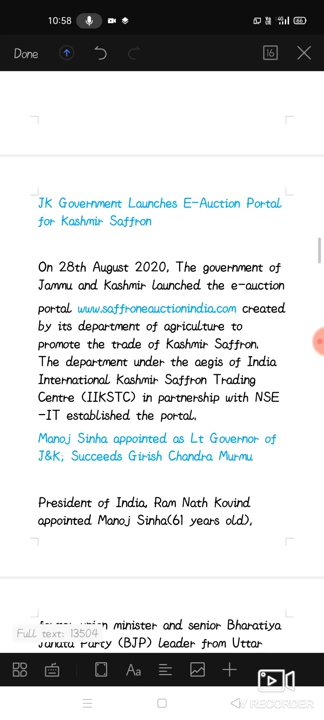 10:58
66
Done
16
JK Government Launches E-Auction Portal
for Kashmir Saffron
On 28th August 2020, The government of
Jammu and Kashmir launched the e-auction
portal www.saffroneauctionindia.com created
by its department of agriculture to
promote the trade of Kashmir Saffron.
The department under the aegis of India
International Kashmir Saffron Trading
Centre (IIKSTC) in partnership with NSE
-IT established the portal.
Manoj Sinha appointed as Lt Governor of
J&K, Succeeds Girish Chandra Murmu
President of India, Ram Nath Kovind
appointed Manoj Sinha(61 years old),
former union minister and senior Bharatiya
Full text: 13504
Janata Party (BJP) leader from Uttar
Aa
RECORDER